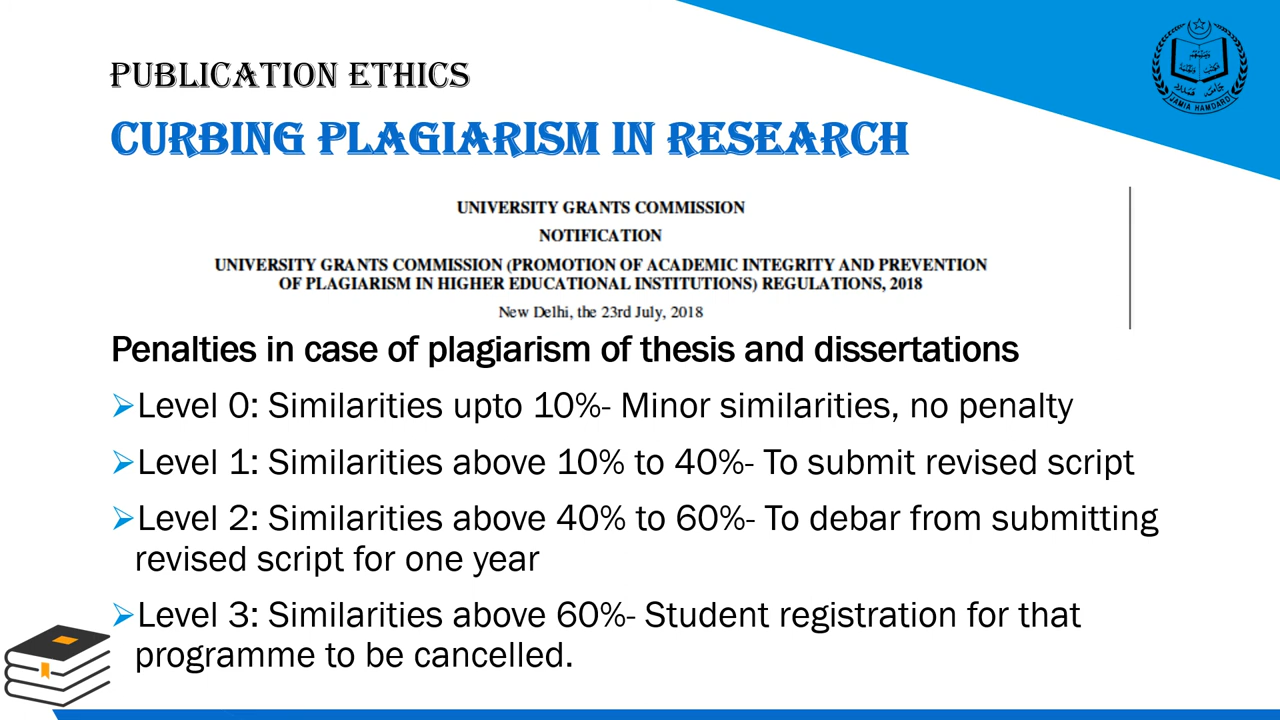 PUBLICATION ETHICS
CURBING PLAGIARISM IN RESEARCH
JAMIA HAMDARD
UNIVERSITY GRANTS COMMISSION
NOTIFICATION
UNIVERSITY GRANTS COMMISSION (PROMOTION OF ACADEMIC INTEGRITY AND PREVENTION
OF PLAGIARISM IN HIGHER EDUCATIONAL INSTITUTIONS) REGULATIONS, 2018
New Delhi, the 23rd July, 2018
Penalties in case of plagiarism of thesis and dissertations
➢Level 0: Similarities upto 10%- Minor similarities, no penalty
➢Level 1: Similarities above 10% to 40%- To submit revised script
➢Level 2: Similarities above 40% to 60%- To debar from submitting
revised script for one year
➢Level 3: Similarities above 60%- Student registration for that
programme to be cancelled.